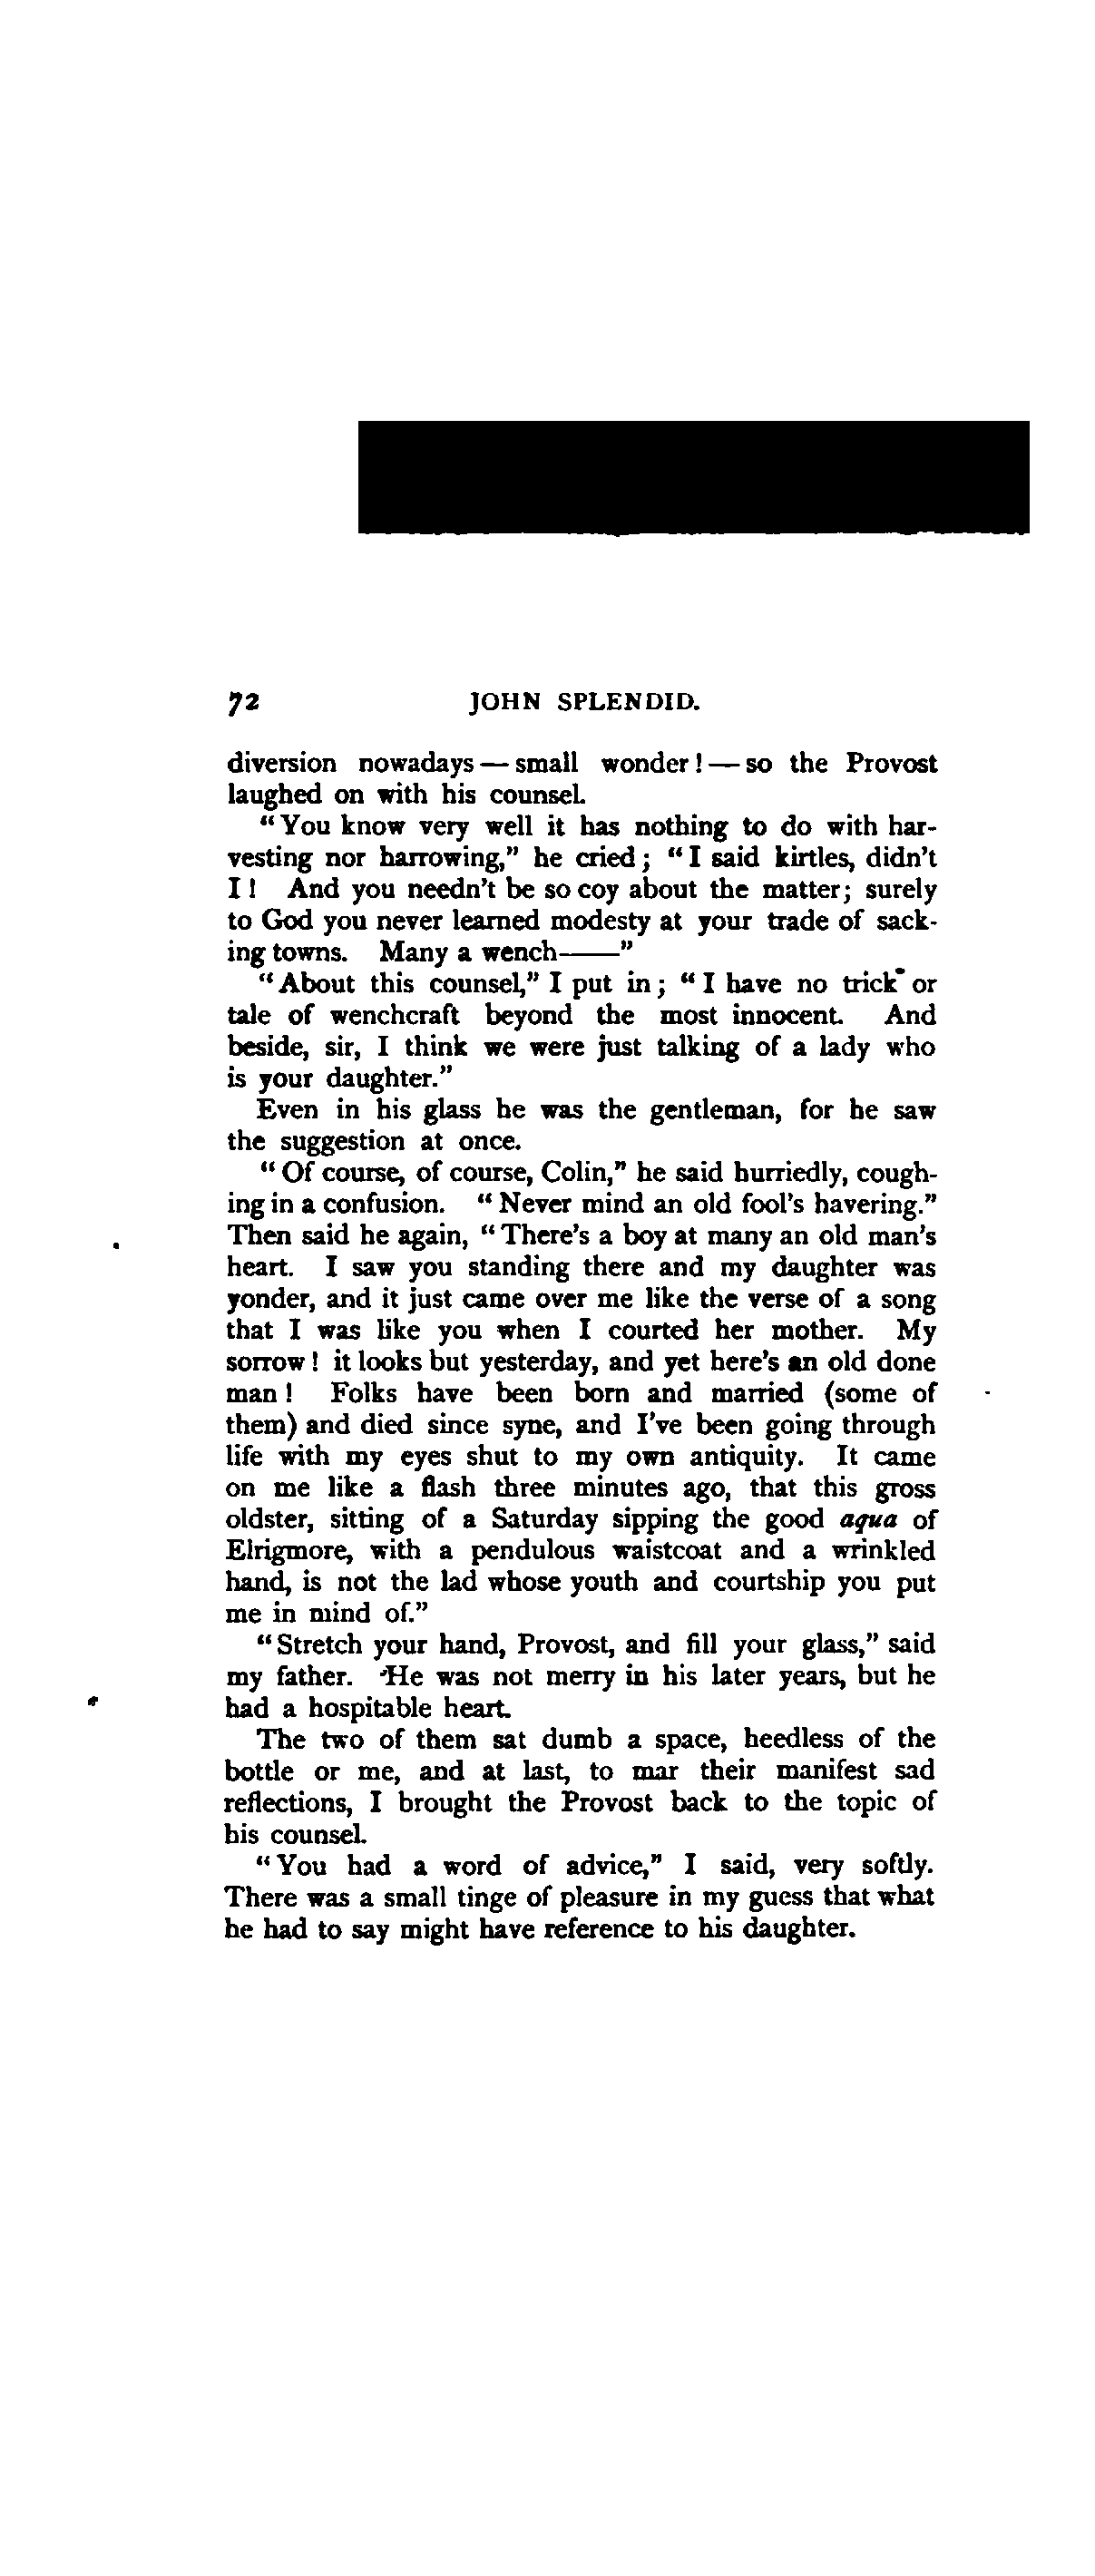 72 JOHN SPLENDID.
diversion nowadays — small wonder! — so the Provost
laughed on with his counsel.
“You know very well it has nothing to do with har-
vesting nor harrowing,” he cried; “I said kirtles, didn’t
I! And you needn’t be so coy about the matter; surely
to God you never learned modesty at your trade of sack-
ing towns. Many a wench——”
“About this counsel,” I put in; “I have no trick or
tale of wenchcraft beyond the most innocent. And
beside, sir, I think we were just talking of a lady who
is your daughter.”
Even in his glass he was the gentleman, for he saw
the suggestion at once.
“Of course, of course, Colin,” he said hurriedly, cough-
ing in a confusion. “Never mind an old fool’s havering.”
Then said he again, “There’s a boy at many an old man’s
heart. I saw you standing there and my daughter was
yonder, and it just came over me like the verse of a song
that I was like you when I courted her mother. My
sorrow! it looks but yesterday, and yet here’s an old done
man! Folks have been born and married (some of
them) and died since syne, and I’ve been going through
life with my eyes shut to my own antiquity. It came
on me like a flash three minutes ago, that this gross
oldster, sitting of a Saturday sipping the good aqua of
Elrigmore, with a pendulous waistcoat and a wrinkled
hand, is not the lad whose youth and courtship you put
me in mind of.”
“Stretch your hand, Provost, and fill your glass,” said
my father. He was not merry in his later years, but he
had a hospitable heart.
The two of them sat dumb a space, heedless of the
bottle or me, and at last, to mar their manifest sad
reflections, I brought the Provost back to the topic of
his counsel.
“You had a word of advice,” I said, very softly.
There was a small tinge of pleasure in my guess that what
he had to say might have reference to his daughter.